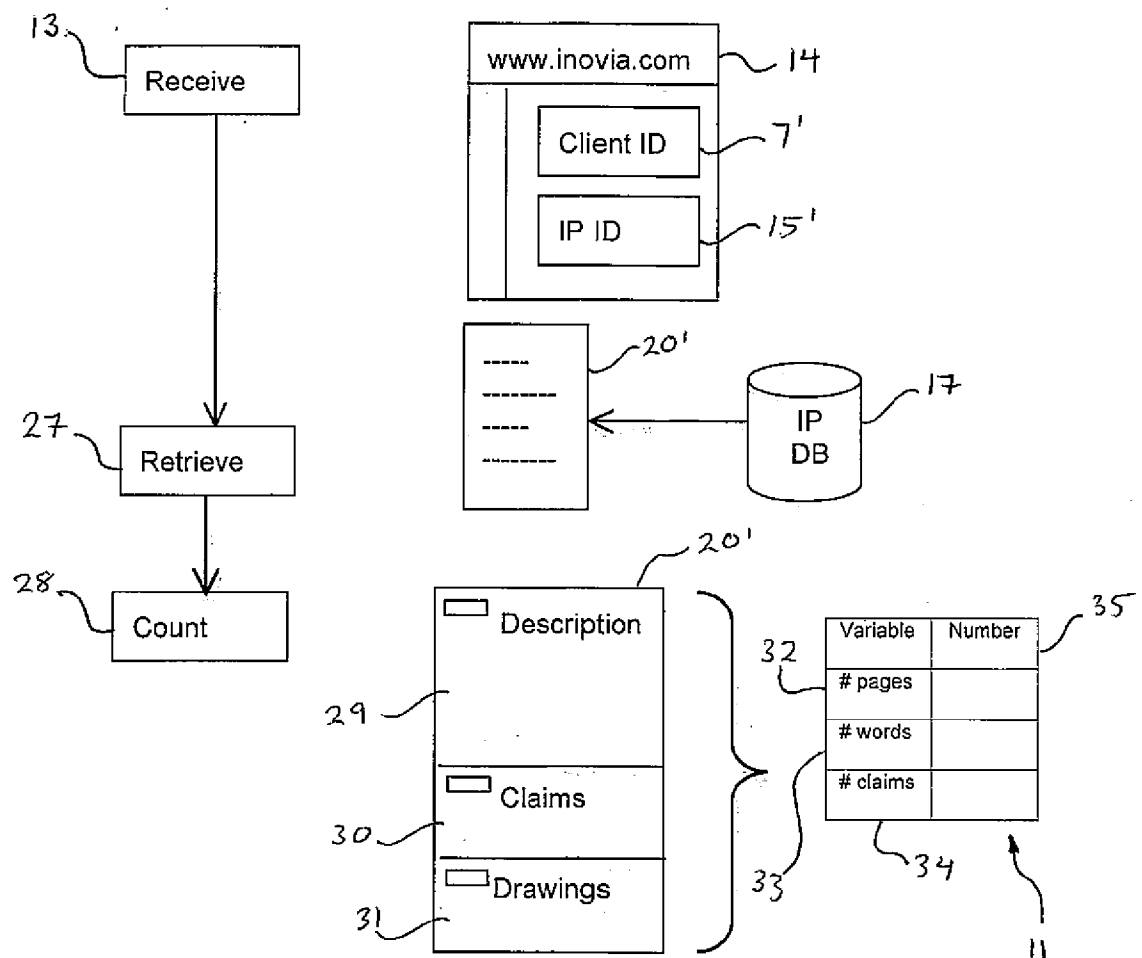 13
Receive
www.inovia.com
14
Client ID
7'
IP ID
15'
20'
27
Retrieve
IP
DB
17
28
Count
20'
Description
29
Claims
30
Drawings
31
Variable Number
35
32
# pages
# words
33
# claims
34
11